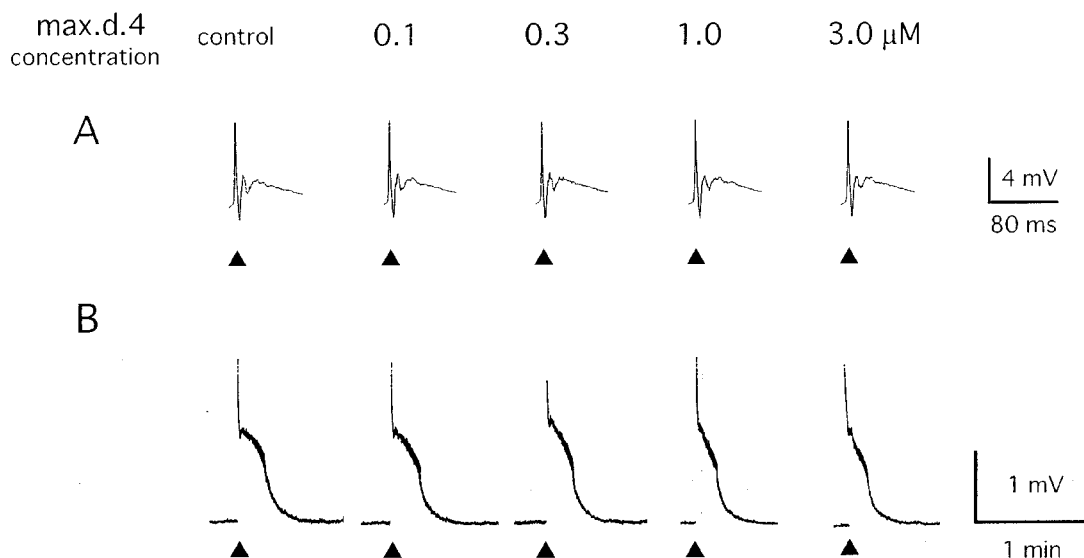 max.d.4
concentration
control 0.1 0.3 1.0 3.0 μM
A
4 mV
80 ms
B
1 mV
1 min